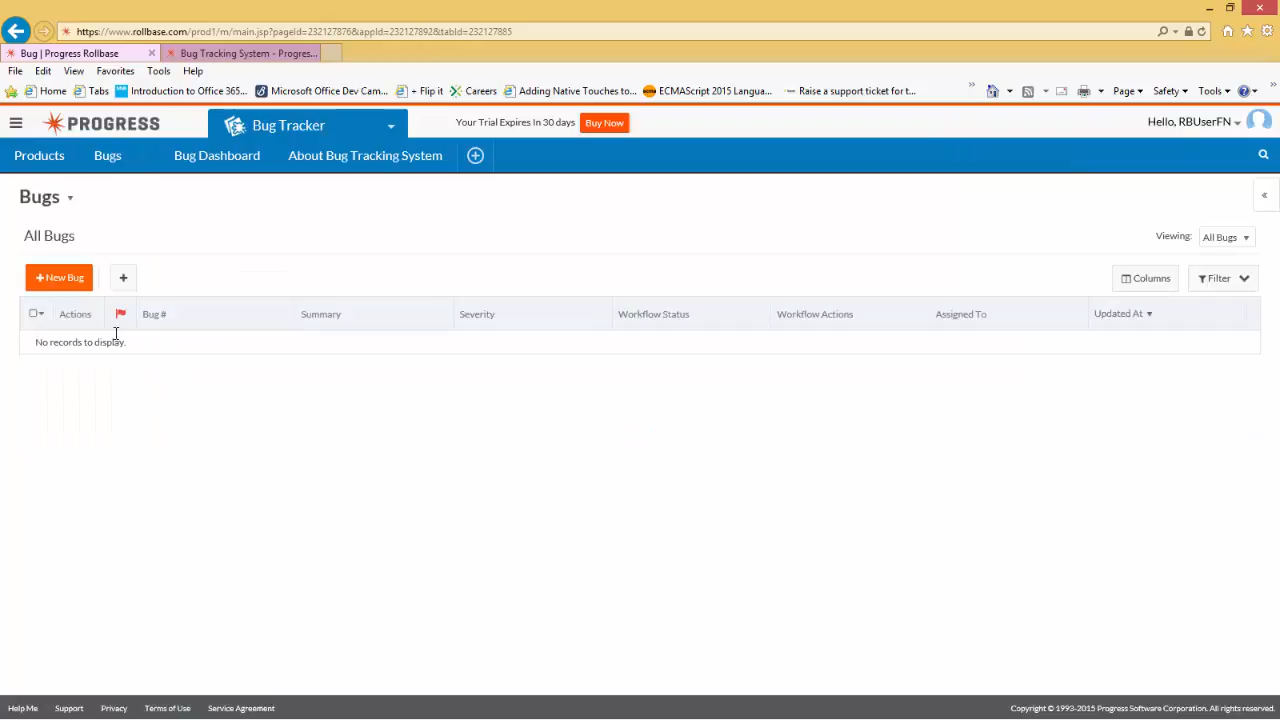 https://www.rollbase.com/prod1/m/main.jsp?pageId=232127876&appId=232127892&tabId=232127885
Bug | Progress Rollbase
Bug Tracking System - Progres...
File Edit View Favorites Tools Help
Home Tabs Introduction to Office 365... Microsoft Office Dev Cam... + Flip it Careers Adding Native Touches to... ECMAScript 2015 Langua... Raise a support ticket for t... Page Safety Tools
PROGRESS Bug Tracker Your Trial Expires In 30 days Buy Now Hello, RBUserFN
Products Bugs Bug Dashboard About Bug Tracking System
Bugs
All Bugs Viewing: All Bugs
+ New Bug + Columns Filter
Actions Bug # Summary Severity Workflow Status Workflow Actions Assigned To Updated At
No records to display.
Help Me Support Privacy Terms of Use Service Agreement Copyright © 1993-2015 Progress Software Corporation. All rights reserved.